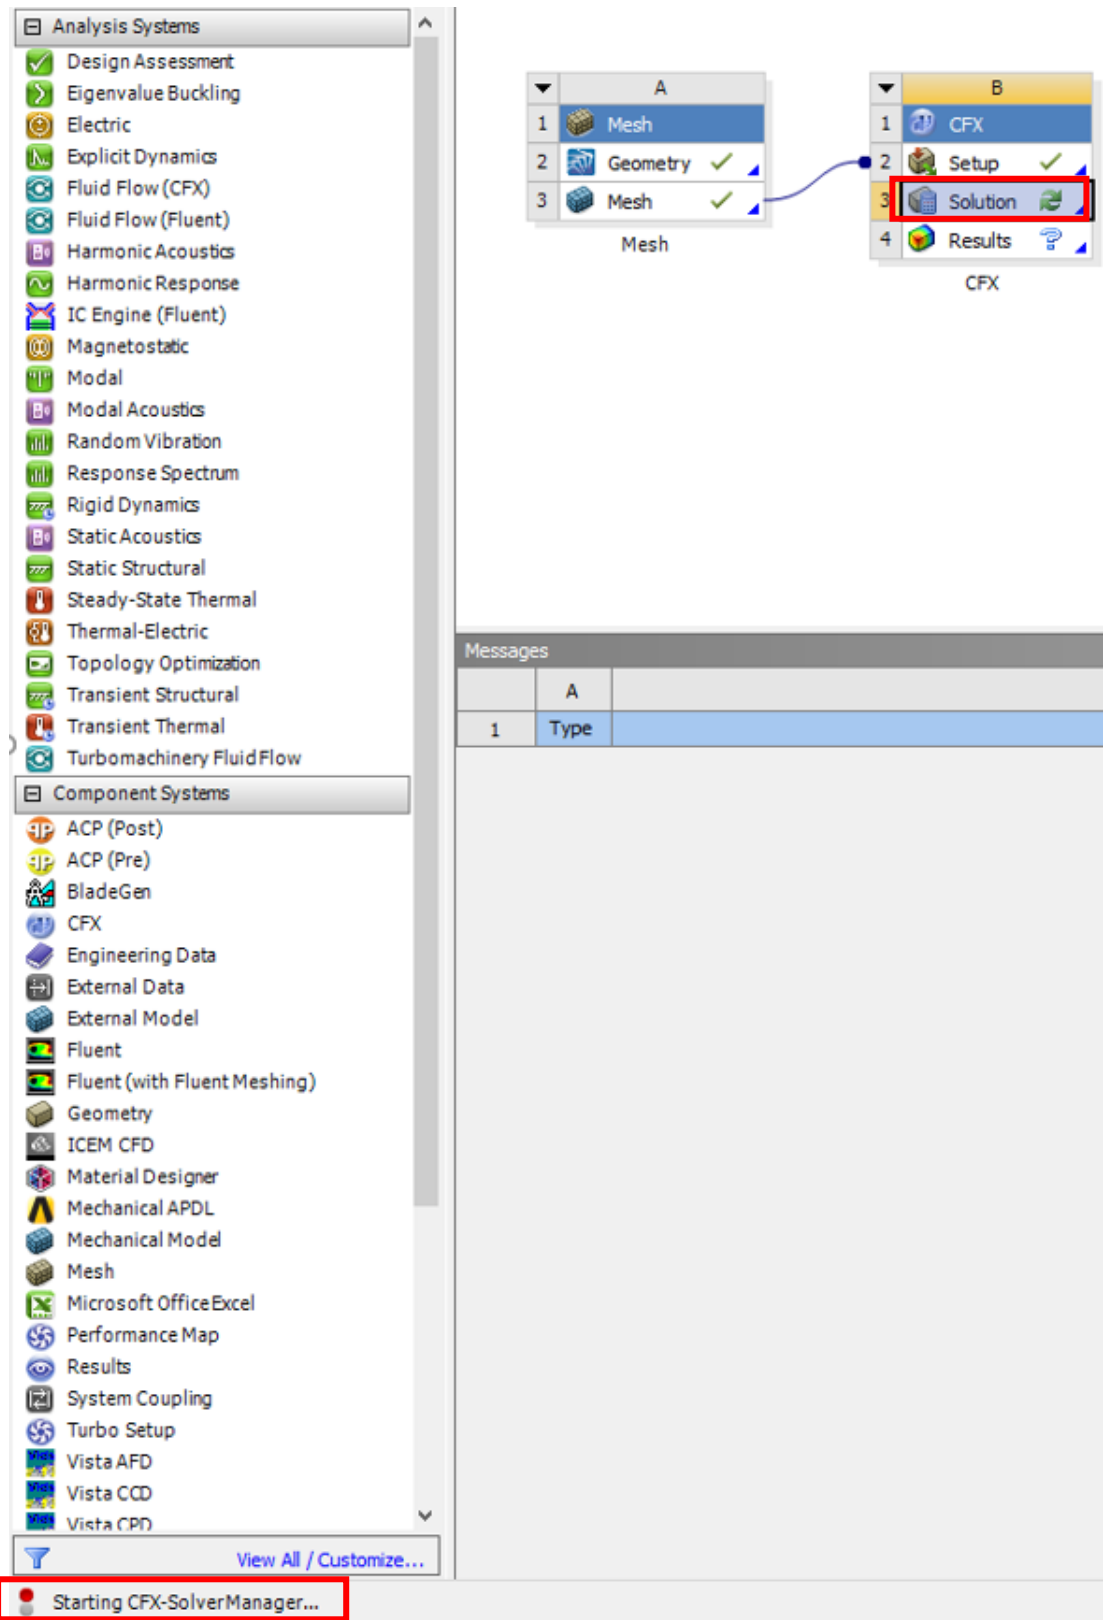 Analysis Systems
Design Assessment
Eigenvalue Buckling
Electric
Explicit Dynamics
Fluid Flow (CFX)
Fluid Flow (Fluent)
Harmonic Acoustics
Harmonic Response
IC Engine (Fluent)
Magnetostatic
Modal
Modal Acoustics
Random Vibration
Response Spectrum
Rigid Dynamics
Static Acoustics
Static Structural
Steady-State Thermal
Thermal-Electric
Topology Optimization
Transient Structural
Transient Thermal
Turbomachinery Fluid Flow
Component Systems
ACP (Post)
ACP (Pre)
BladeGen
CFX
Engineering Data
External Data
External Model
Fluent
Fluent (with Fluent Meshing)
Geometry
ICEM CFD
Material Designer
Mechanical APDL
Mechanical Model
Mesh
Microsoft Office Excel
Performance Map
Results
System Coupling
Turbo Setup
Vista AFD
Vista CCD
Vista CPD
View All / Customize...
Starting CFX-SolverManager...
A
1 Mesh
2 Geometry
3 Mesh
Mesh
B
1 CFX
2 Setup
3 Solution
4 Results
CFX
Messages
A
1 Type